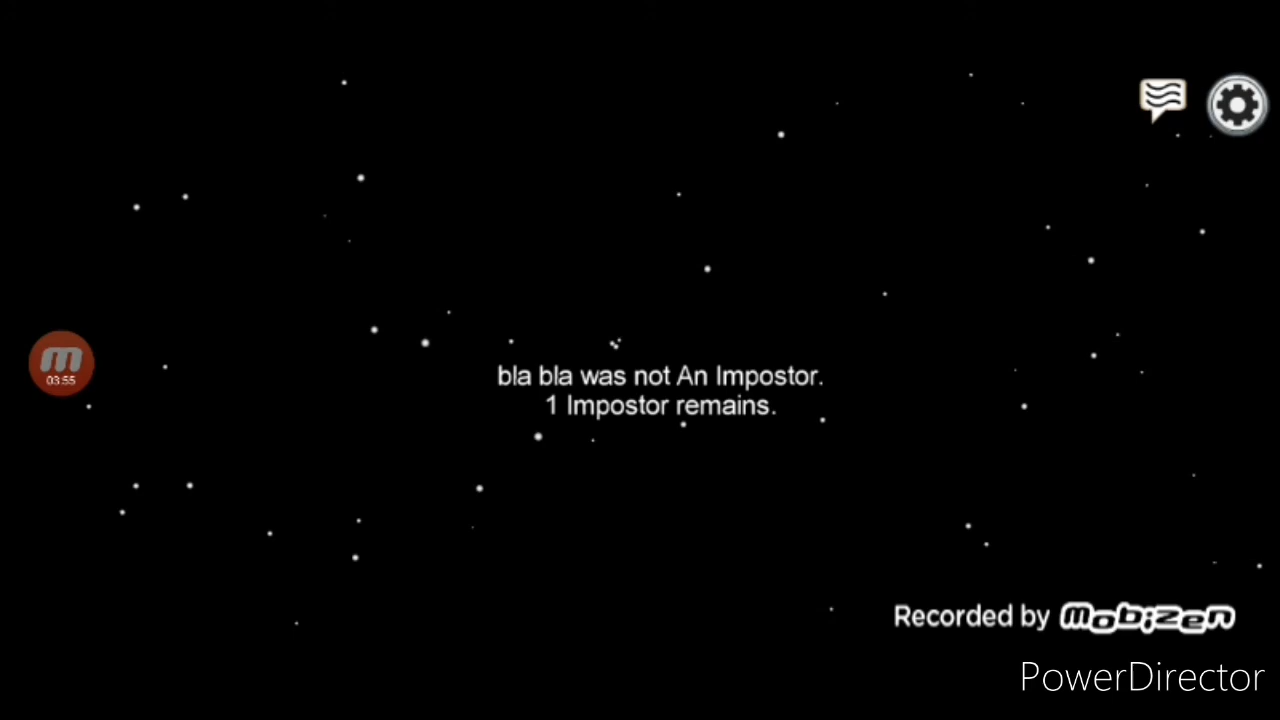 03:55
bla bla was not An Impostor.
1 Impostor remains.
Recorded by mobizen
PowerDirector